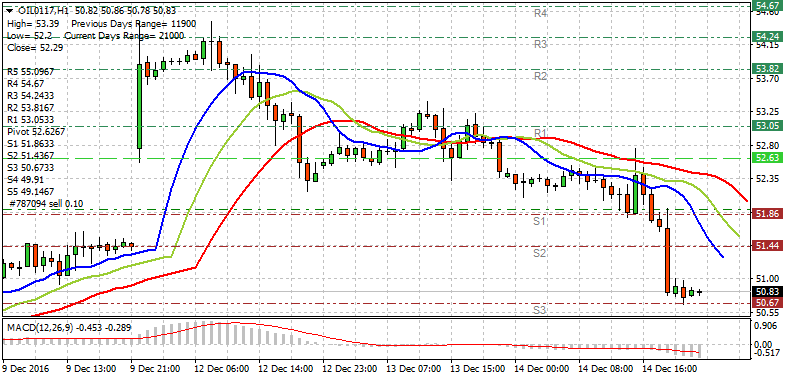 OIL0117,H1 50.82 50.86 50.78 50.83
High= 53.39 Previous Days Range= 11900
Low= 52.2 Current Days Range= 21000
Close= 52.29
R5 55.0967
R4 54.67
R3 54.2433
R2 53.8167
R1 53.0533
Pivot 52.6267
S1 51.8633
S2 51.4367
S3 50.6733
S4 49.91
S5 49.1467
#787094 sell 0.10
R4
R3
R2
R1
S1
S2
S3
54.67
54.60
54.24
54.15
53.82
53.70
53.25
53.05
52.80
52.63
52.35
51.86
51.44
51.00
50.83
50.67
50.55
MACD(12,26,9) -0.453 -0.289
0.906
0.00
-0.517
9 Dec 2016
9 Dec 13:00
9 Dec 21:00
12 Dec 06:00
12 Dec 14:00
12 Dec 23:00
13 Dec 07:00
13 Dec 15:00
14 Dec 00:00
14 Dec 08:00
14 Dec 16:00